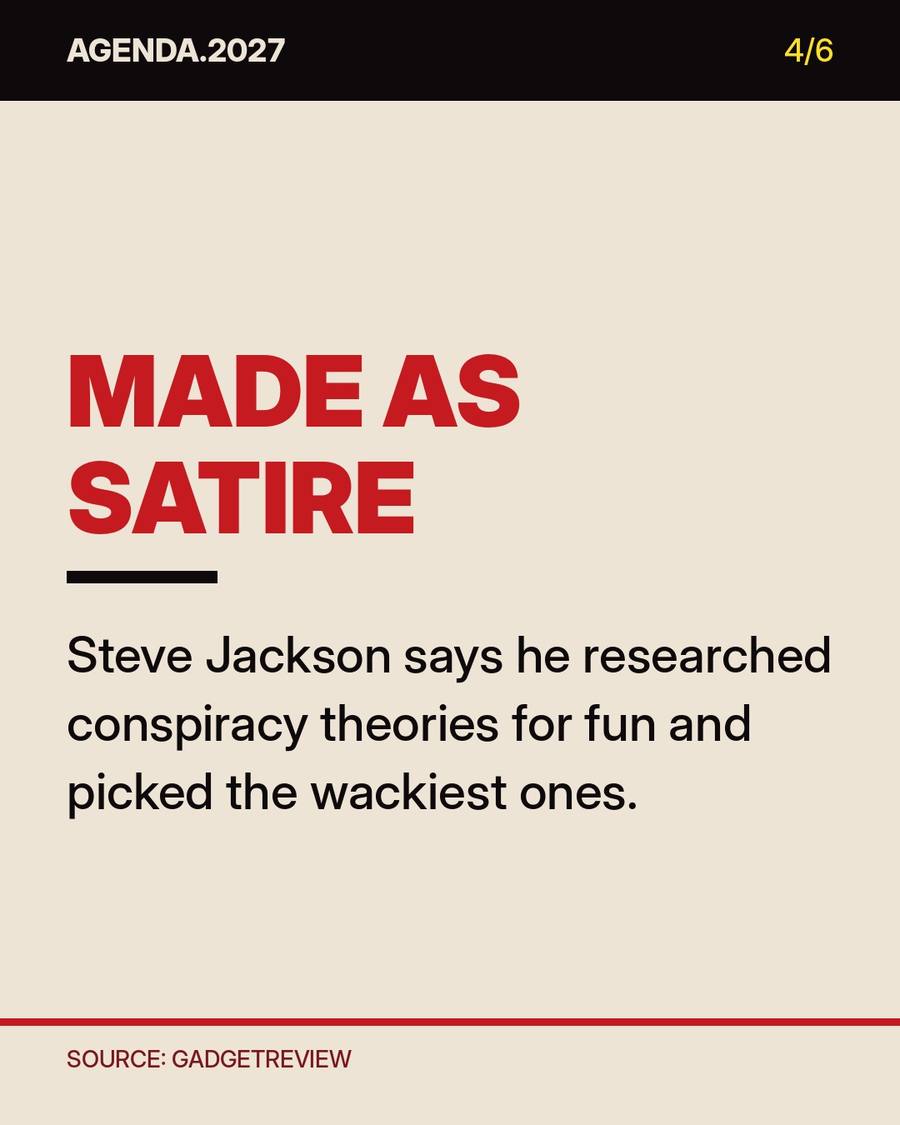 AGENDA.2027
4/6
MADE AS
SATIRE
Steve Jackson says he researched
conspiracy theories for fun and
picked the wackiest ones.
SOURCE: GADGETREVIEW